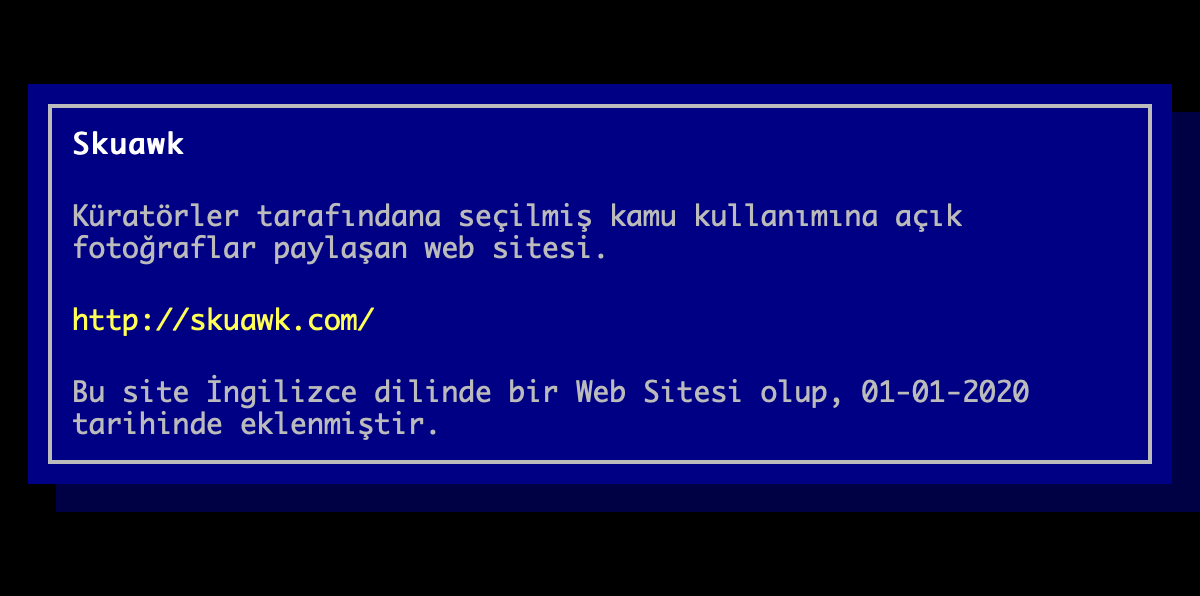 Skuawk
Küratörler tarafındana seçilmiş kamu kullanımına açık
fotoğraflar paylaşan web sitesi.
http://skuawk.com/
Bu site İngilizce dilinde bir Web Sitesi olup, 01-01-2020
tarihinde eklenmiştir.